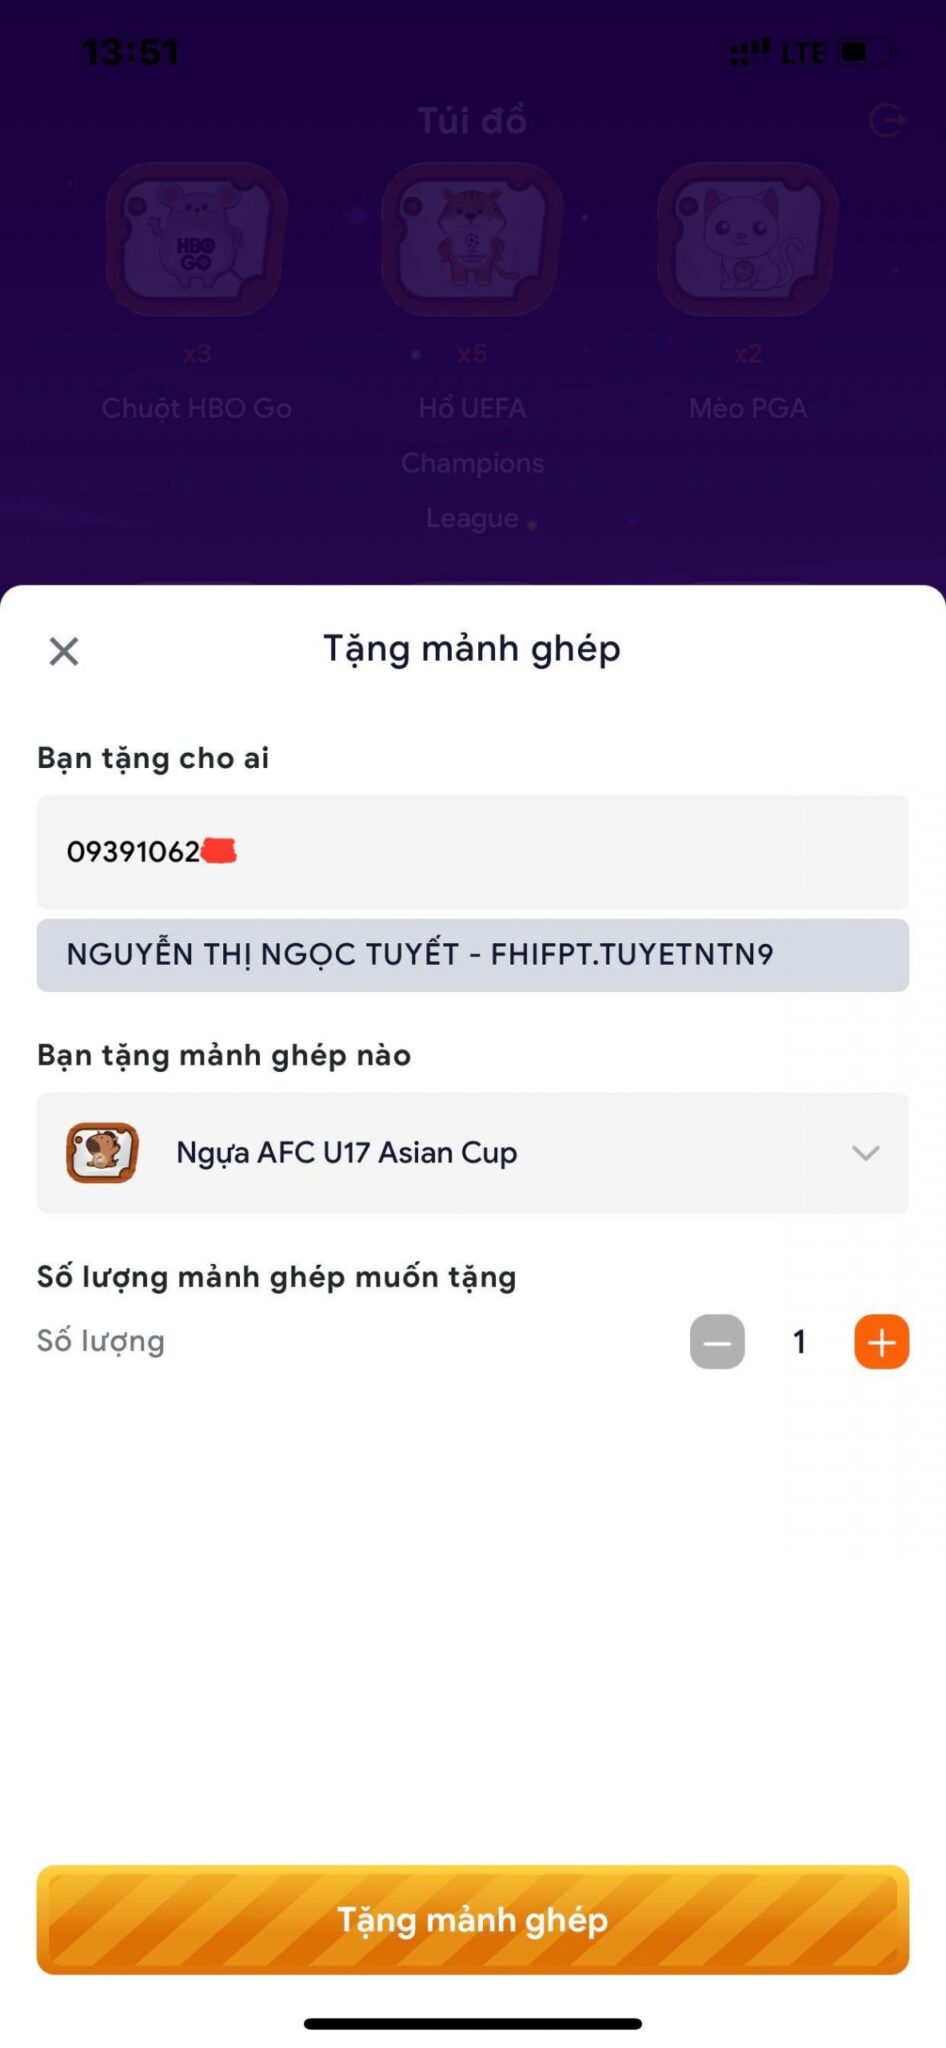 13:51
LTE
Túi đồ
HBO
GO
x3
x5
x2
Chuột HBO Go
Hổ UEFA
Champions
League
Mèo PGA
Tặng mảnh ghép
Bạn tặng cho ai
09391062
NGUYỄN THỊ NGỌC TUYẾT - FHIFPT.TUYETNTN9
Bạn tặng mảnh ghép nào
Ngựa AFC U17 Asian Cup
Số lượng mảnh ghép muốn tặng
Số lượng
1
Tặng mảnh ghép